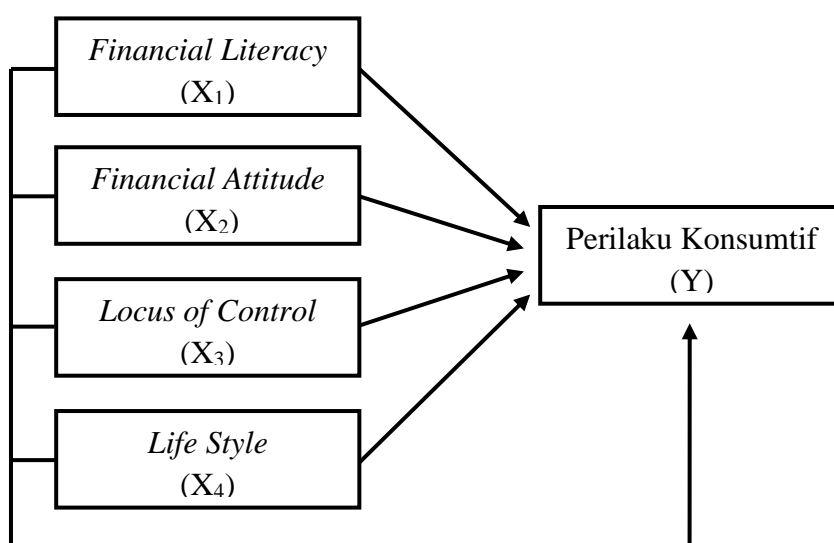 Financial Literacy
(X₁)
Financial Attitude
(X₂)
Locus of Control
(X₃)
Life Style
(X₄)
Perilaku Konsumtif
(Y)